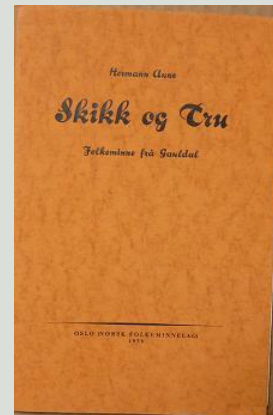 Hermann Aune
Skikk og Tru
Folkeminne frå Gauldal
OSLO NORSK FOLKEMINNELAG